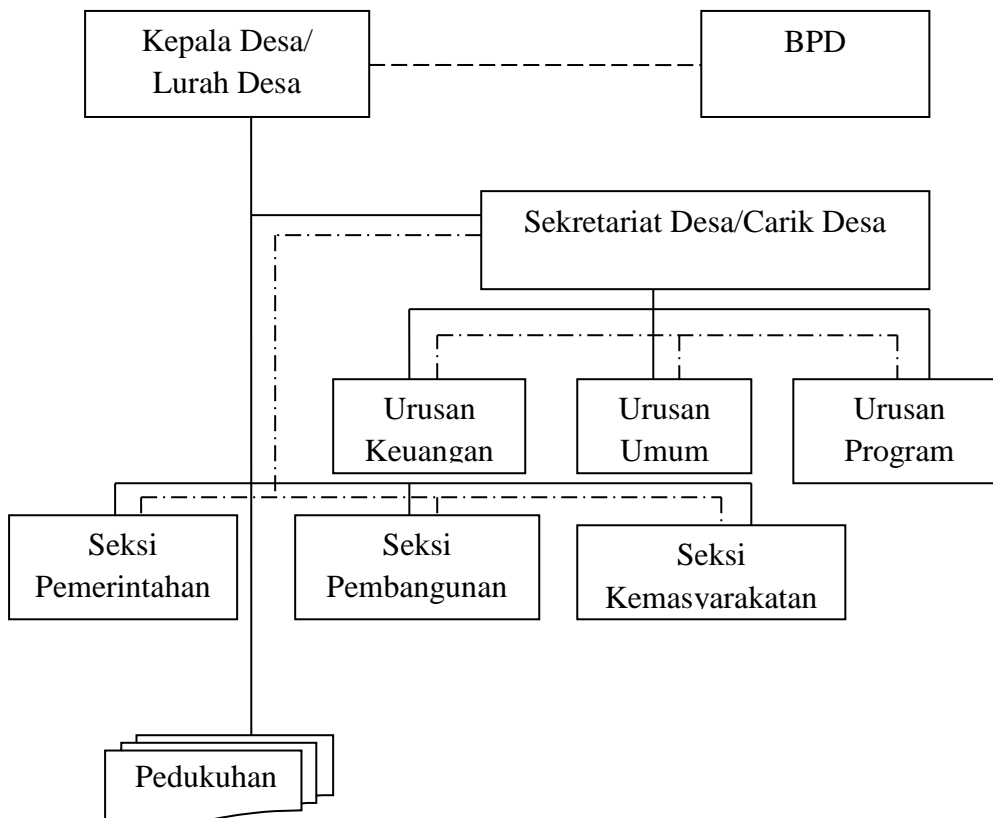 Kepala Desa/
Lurah Desa
BPD
Sekretariat Desa/Carik Desa
Urusan
Keuangan
Urusan
Umum
Urusan
Program
Seksi
Pemerintahan
Seksi
Pembangunan
Seksi
Kemasyarakatan
Pedukuhan